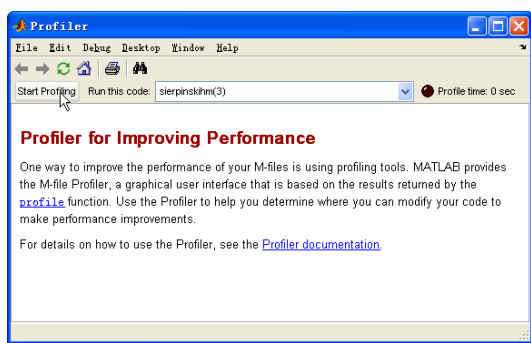 Profiler
File Edit Debug Desktop Window Help
Start Profiling Run this code: sierpinskihm(3) Profile time: 0 sec
Profiler for Improving Performance
One way to improve the performance of your M-files is using profiling tools. MATLAB provides
the M-file Profiler, a graphical user interface that is based on the results returned by the
profile function. Use the Profiler to help you determine where you can modify your code to
make performance improvements.
For details on how to use the Profiler, see the Profiler documentation.